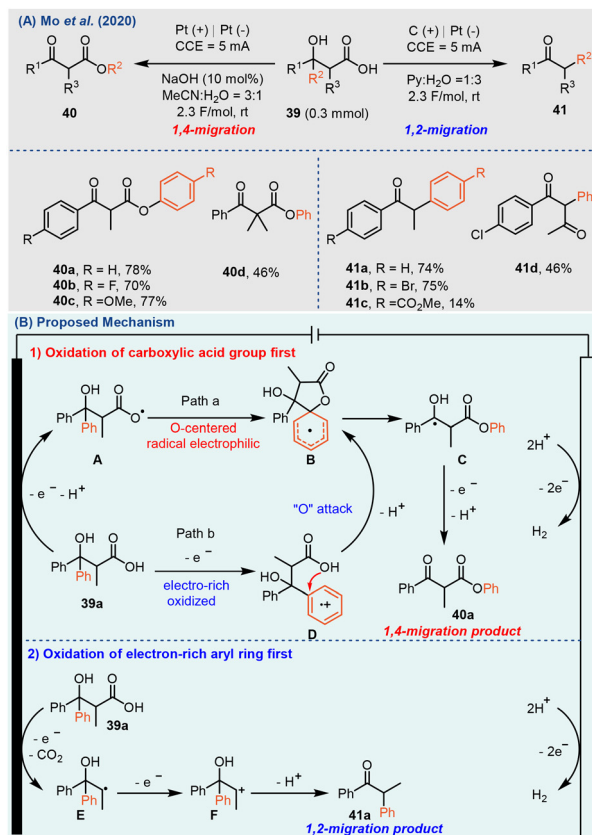 (A) Mo et al. (2020)
Pt (+) | Pt (-)
CCE = 5 mA
NaOH (10 mol%)
MeCN:H2O = 3:1
2.3 F/mol, rt
1,4-migration
C (+) | Pt (-)
CCE = 5 mA
Py:H2O =1:3
2.3 F/mol, rt
1,2-migration
O O
R1 O R2
R3
40
HO O
R1 OH
R2 R3
39 (0.3 mmol)
O
R1 R2
R3
41
O O R
O
R
40a, R = H, 78%
40b, R = F, 70%
40c, R =OMe, 77%
O O
Ph O Ph
40d, 46%
O R
R
41a, R = H, 74%
41b, R = Br, 75%
41c, R =CO2Me, 14%
O Ph
Cl Me O
41d, 46%
(B) Proposed Mechanism
1) Oxidation of carboxylic acid group first
OH O
Ph O•
Ph
A
Path a
O-centered
radical electrophilic
O
HO O
Ph
•
B
OH O
Ph • OPh
C
2H+
- 2e-
H2
- e- - H+
"O" attack
- H+
- e-
- H+
OH O
Ph OH
Ph
39a
Path b
- e-
electro-rich
oxidized
O
HO OH
Ph
•+
D
O O
Ph OPh
40a
1,4-migration product
2) Oxidation of electron-rich aryl ring first
OH O
Ph OH
Ph
39a
- e-
- CO2
OH
Ph •
Ph
E
- e-
OH
Ph +
Ph
F
- H+
O
Ph
Ph
41a
1,2-migration product
2H+
- 2e-
H2